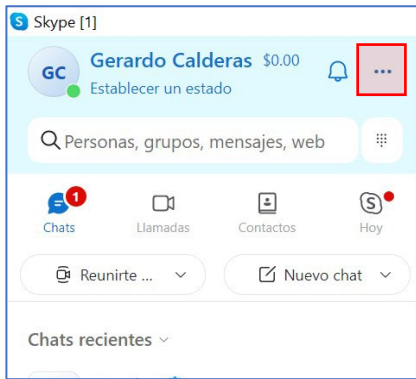 Skype [1]
GC
Gerardo Calderas $0.00
Establecer un estado
Personas, grupos, mensajes, web
1
Chats Llamadas Contactos Hoy
Reunirte ... Nuevo chat
Chats recientes